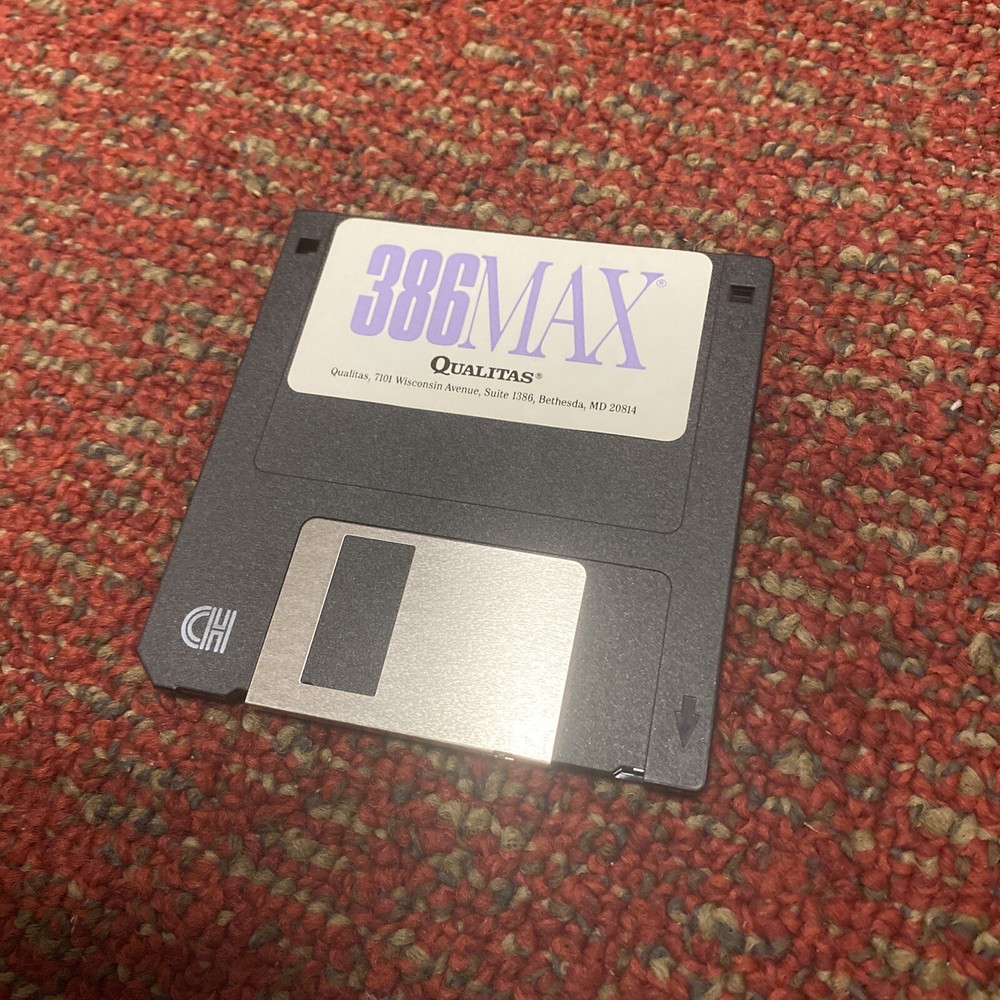 386MAX®
QUALITAS®
Qualitas, 7101 Wisconsin Avenue, Suite 1386, Bethesda, MD 20814
CH